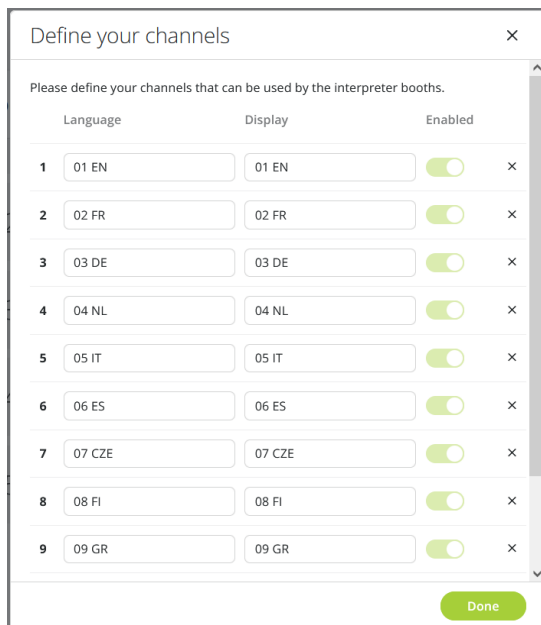 Define your channels
Please define your channels that can be used by the interpreter booths.
Language Display Enabled
1 01 EN 01 EN
2 02 FR 02 FR
3 03 DE 03 DE
4 04 NL 04 NL
5 05 IT 05 IT
6 06 ES 06 ES
7 07 CZE 07 CZE
8 08 FI 08 FI
9 09 GR 09 GR
Done